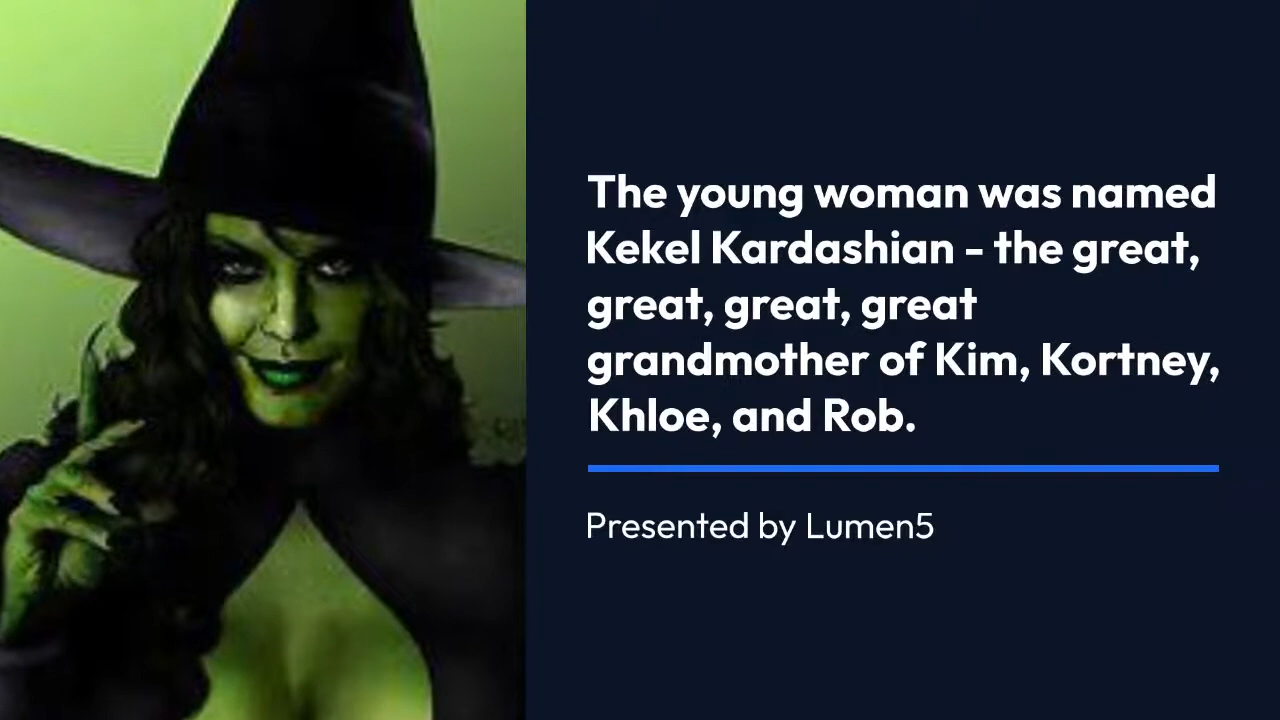 The young woman was named
Kekel Kardashian - the great,
great, great, great
grandmother of Kim, Kortney,
Khloe, and Rob.
Presented by Lumen5